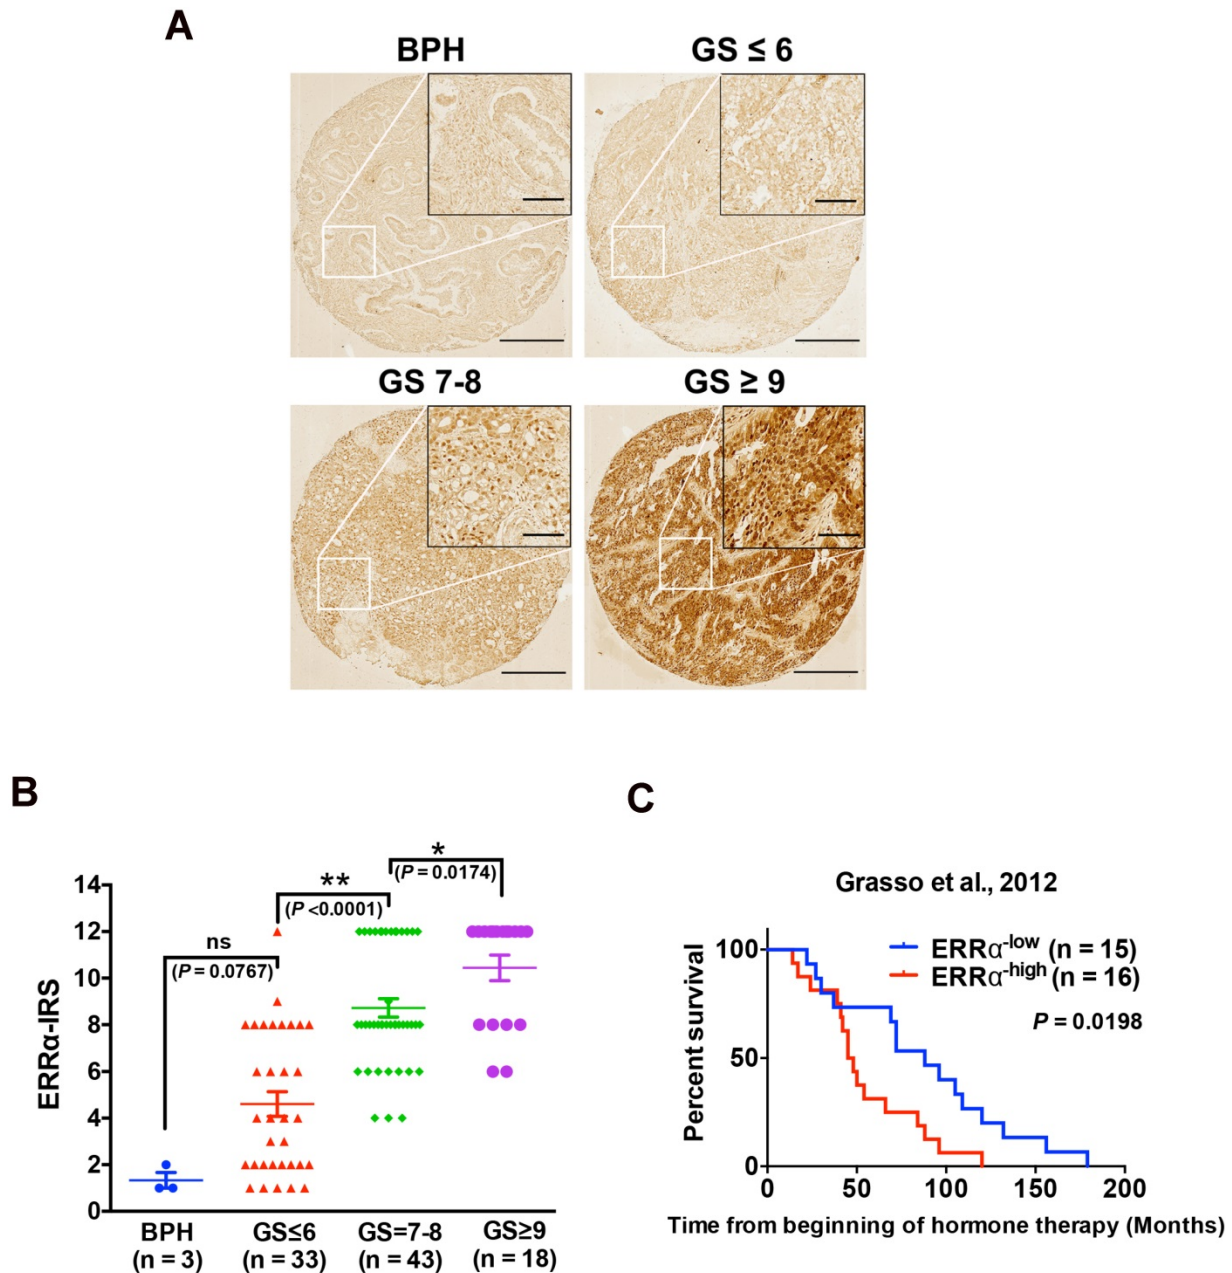 A
BPH
GS ≤ 6
GS 7-8
GS ≥ 9
B
ERRα-IRS
14
12
10
8
6
4
2
0
ns
(P = 0.0767)
**
(P <0.0001)
*
(P = 0.0174)
BPH
(n = 3)
GS≤6
(n = 33)
GS=7-8
(n = 43)
GS≥9
(n = 18)
C
Grasso et al., 2012
ERRα-low (n = 15)
ERRα-high (n = 16)
P = 0.0198
Percent survival
100
50
0
0 50 100 150 200
Time from beginning of hormone therapy (Months)